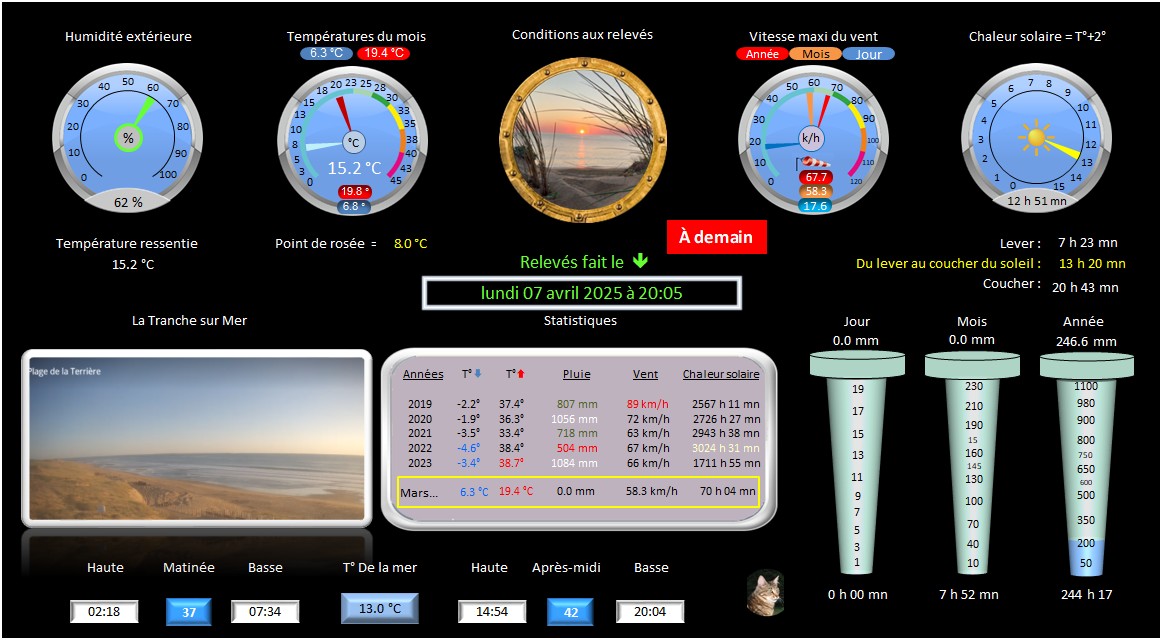 Humidité extérieure
40 50 60
30 70
20 80
10 90
0 100
%
62 %
Températures du mois
6.3 °C 19.4 °C
18 20 23 25 28
15 30
13 33
10 35
8 38
5 40
3 43
0 45
°C
15.2 °C
19.8 °
6.8 °
Conditions aux relevés
Vitesse maxi du vent
Année Mois Jour
50 60 70
40 80
30 90
20 100
10 110
0 120
k/h
67.7
58.3
17.6
Chaleur solaire = T°+2°
6 7 8 9
5 10
4 11
3 12
2 13
1 14
0 15
12 h 51 mn
Température ressentie
15.2 °C
Point de rosée = 8.0 °C
À demain
Relevés fait le
lundi 07 avril 2025 à 20:05
Lever : 7 h 23 mn
Du lever au coucher du soleil : 13 h 20 mn
Coucher : 20 h 43 mn
La Tranche sur Mer
Plage de la Terrière
Statistiques
Années T° T° Pluie Vent Chaleur solaire
2019 -2.2° 37.4° 807 mm 89 km/h 2567 h 11 mn
2020 -1.9° 36.3° 1056 mm 72 km/h 2726 h 27 mn
2021 -3.5° 33.4° 718 mm 63 km/h 2943 h 38 mn
2022 -4.6° 38.4° 504 mm 67 km/h 3024 h 31 mn
2023 -3.4° 38.7° 1084 mm 66 km/h 1711 h 55 mn
Mars... 6.3 °C 19.4 °C 0.0 mm 58.3 km/h 70 h 04 mn
Jour
0.0 mm
19
17
15
13
11
9
7
5
3
1
0 h 00 mn
Mois
0.0 mm
230
210
190
15
160
145
130
100
70
40
10
7 h 52 mn
Année
246.6 mm
1100
980
900
800
750
650
600
500
350
200
50
244 h 17
Haute Matinée Basse
02:18 37 07:34
T° De la mer
13.0 °C
Haute Après-midi Basse
14:54 42 20:04